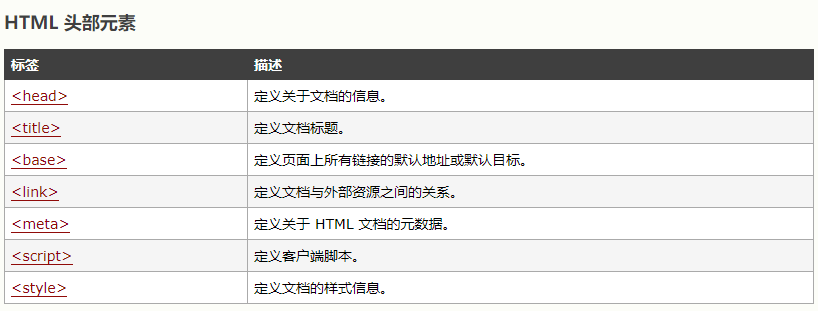 HTML 头部元素
标签 描述
<head> 定义关于文档的信息。
<title> 定义文档标题。
<base> 定义页面上所有链接的默认地址或默认目标。
<link> 定义文档与外部资源之间的关系。
<meta> 定义关于 HTML 文档的元数据。
<script> 定义客户端脚本。
<style> 定义文档的样式信息。